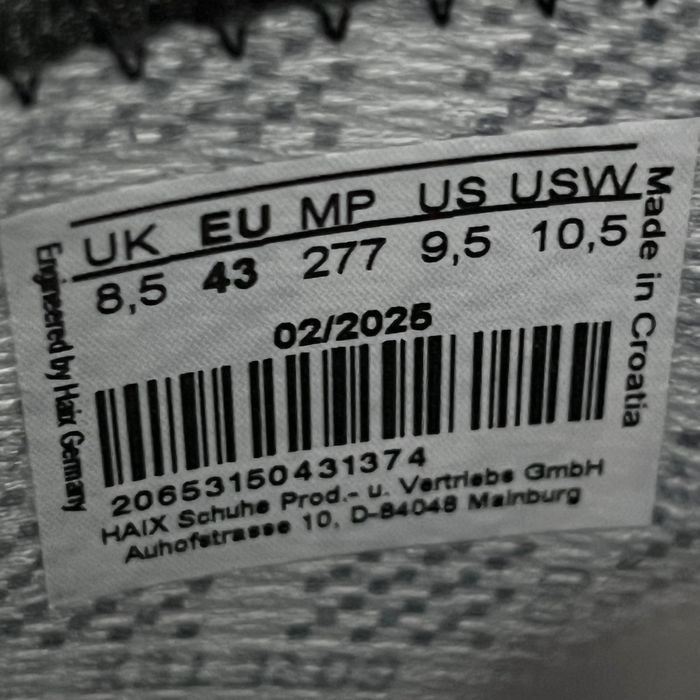 UK EU MP US USW
8,5 43 277 9,5 10,5
02/2025
20653150431374
HAIX Schuhe Prod.- u. Vertriebs GmbH
Auhofstrasse 10, D-84048 Mainburg
Engineered by Haix Germany
Made in Croatia